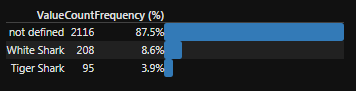 ValueCountFrequency (%)
not defined 2116 87.5%
White Shark 208 8.6%
Tiger Shark 95 3.9%